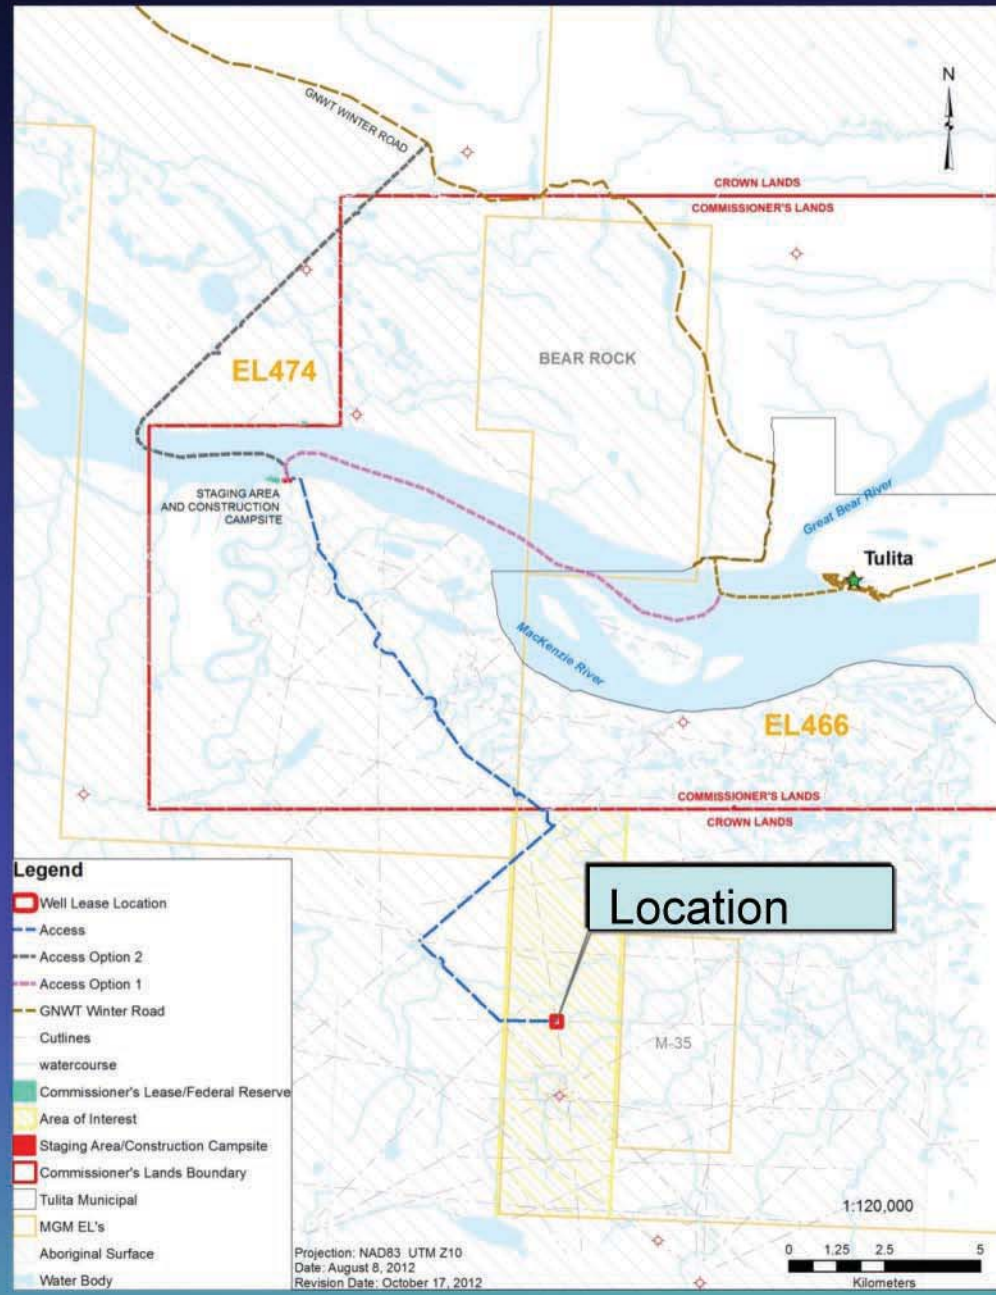 N
GNWT WINTER ROAD
CROWN LANDS
COMMISSIONER'S LANDS
EL474
BEAR ROCK
STAGING AREA
AND CONSTRUCTION
CAMPSITE
Great Bear River
Tulita
MacKenzie River
EL466
COMMISSIONER'S LANDS
CROWN LANDS
Location
M-35
Legend
Well Lease Location
Access
Access Option 2
Access Option 1
GNWT Winter Road
Cutlines
watercourse
Commissioner's Lease/Federal Reserve
Area of Interest
Staging Area/Construction Campsite
Commissioner's Lands Boundary
Tulita Municipal
MGM EL's
Aboriginal Surface
Water Body
Projection: NAD83 UTM Z10
Date: August 8, 2012
Revision Date: October 17, 2012
1:120,000
0 1.25 2.5 5
Kilometers